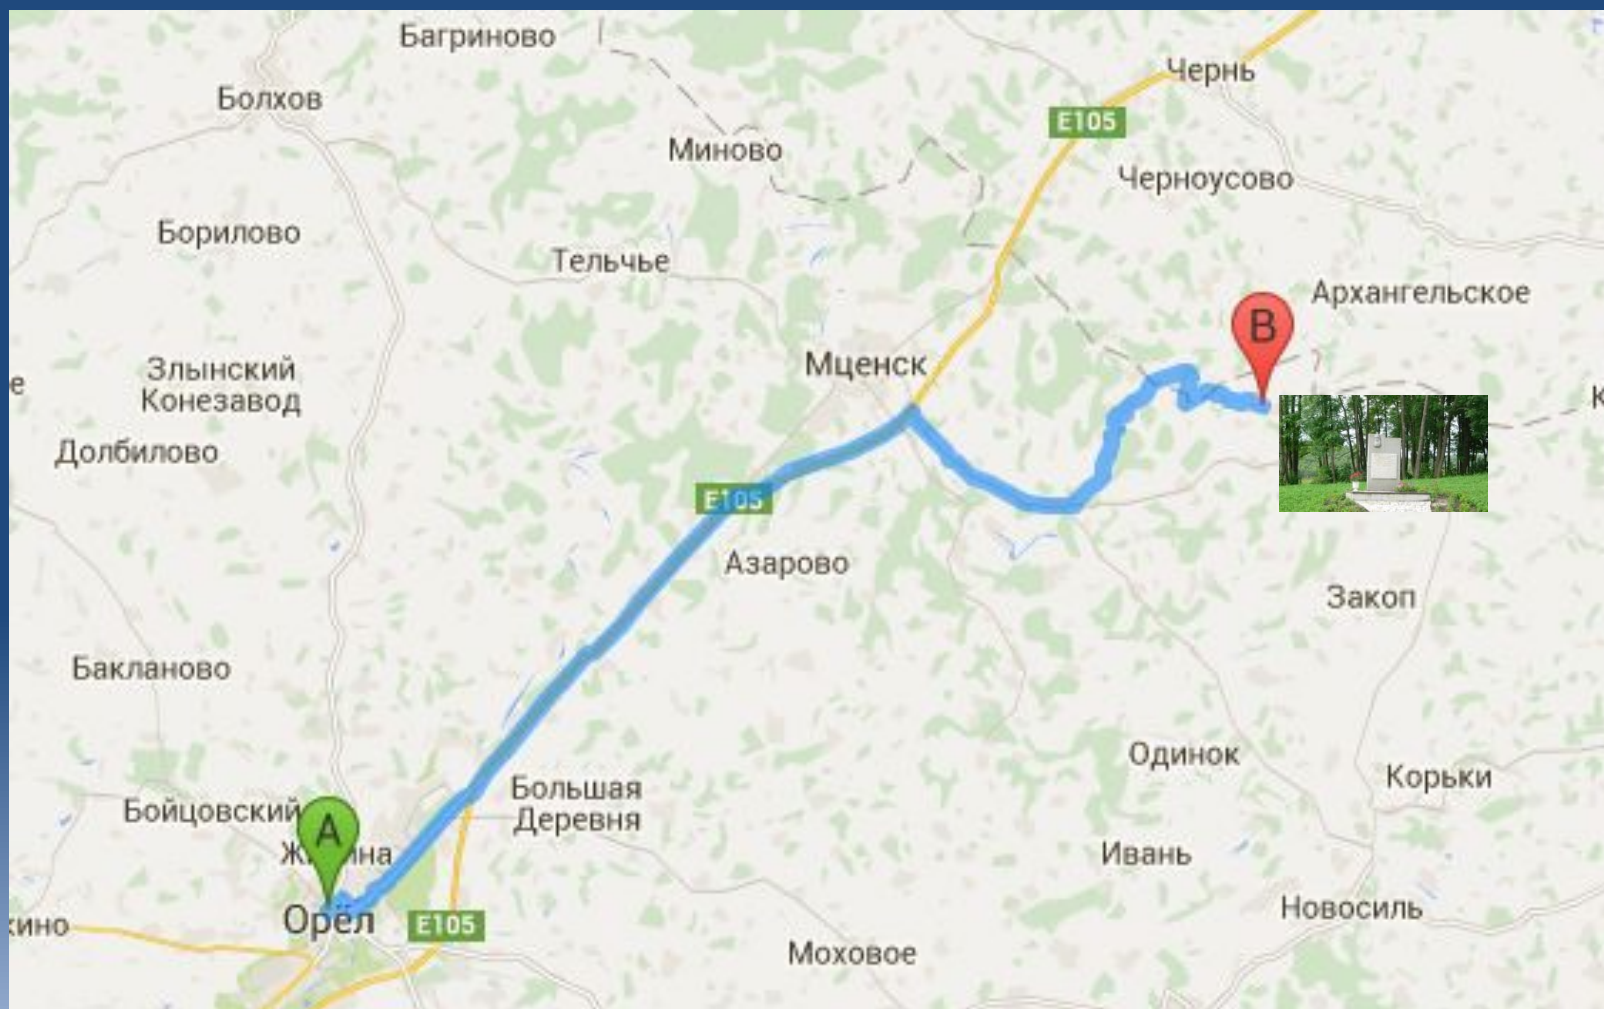 Багриново
Чернь
Болхов
E105
Миново
Черноусово
Борилово
Тельчье
Архангельское
B
Мценск
Злынский
Конезавод
е
К
Долбилово
E105
Азарово
Закоп
Бакланово
Одинок
Корьки
Большая
Деревня
Бойцовский
A
Ивань
Орёл
E105
кино
Новосиль
Моховое